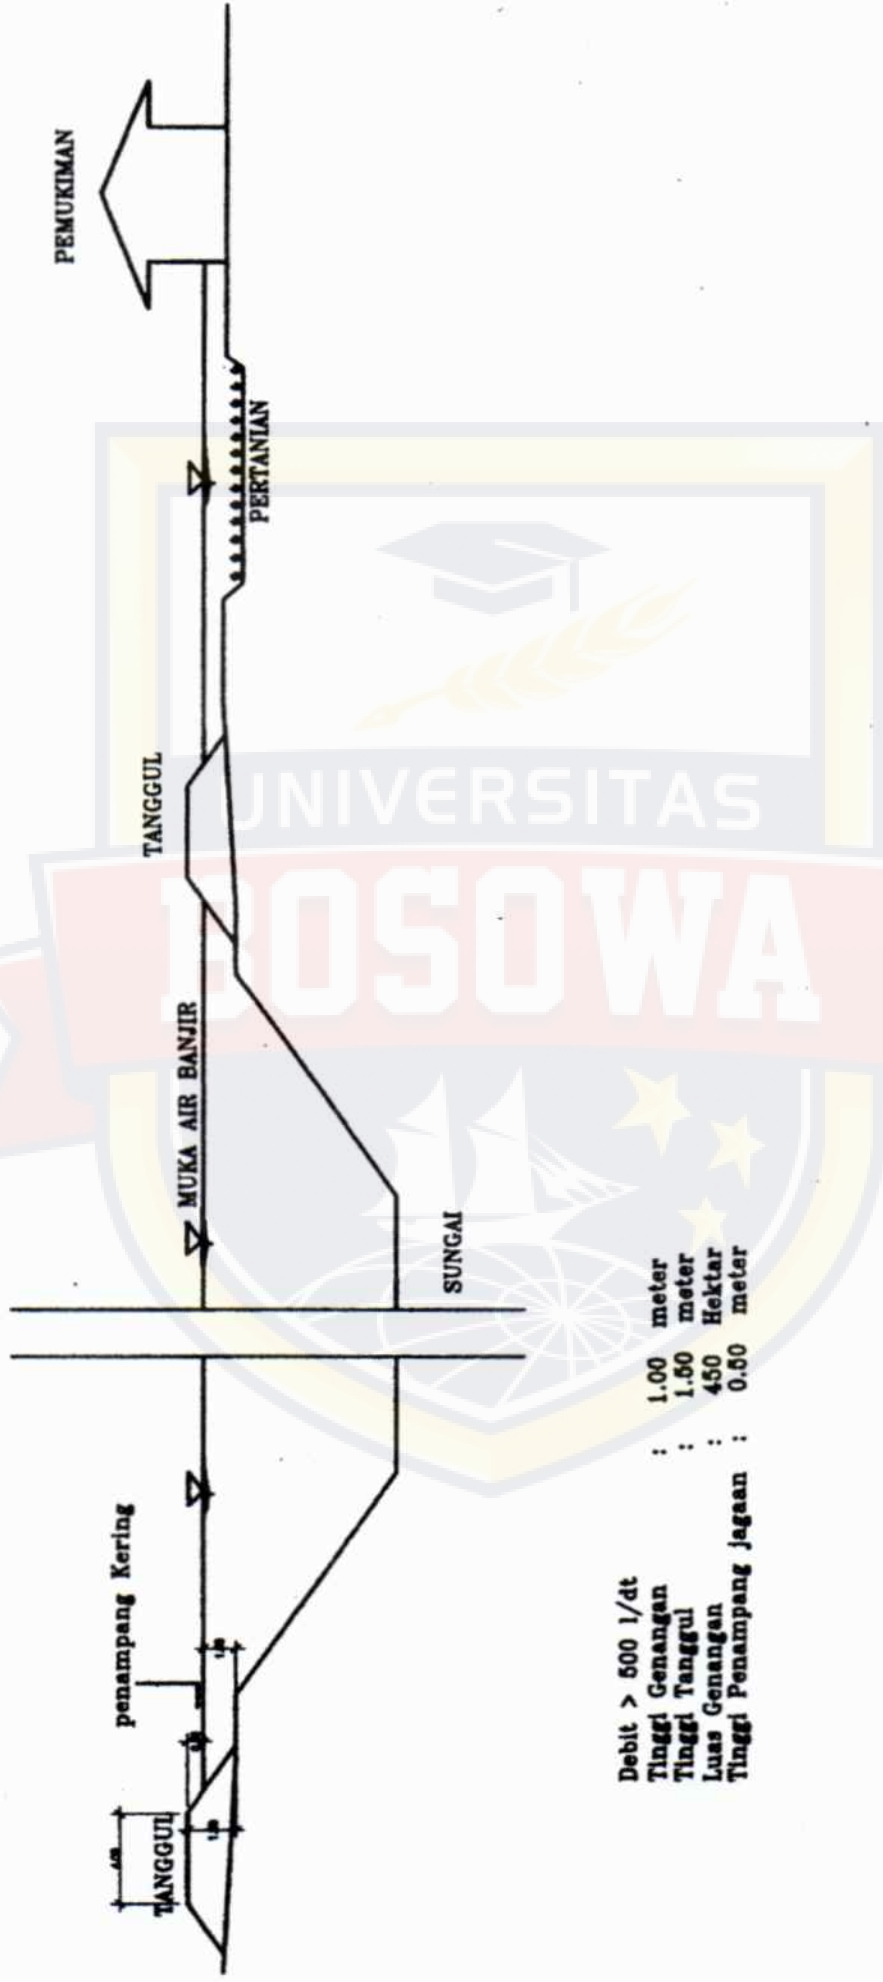 PEMUKIMAN
PERTANIAN
TANGGUL
MUKA AIR BANJIR
SUNGAI
penampang Kering
TANGGUL
Debit > 500 l/dt
Tinggi Genangan : 1.00 meter
Tinggi Tanggul : 1.50 meter
Luas Genangan : 450 Hektar
Tinggi Penampang jagaan : 0.50 meter
UNIVERSITAS
BOSOWA